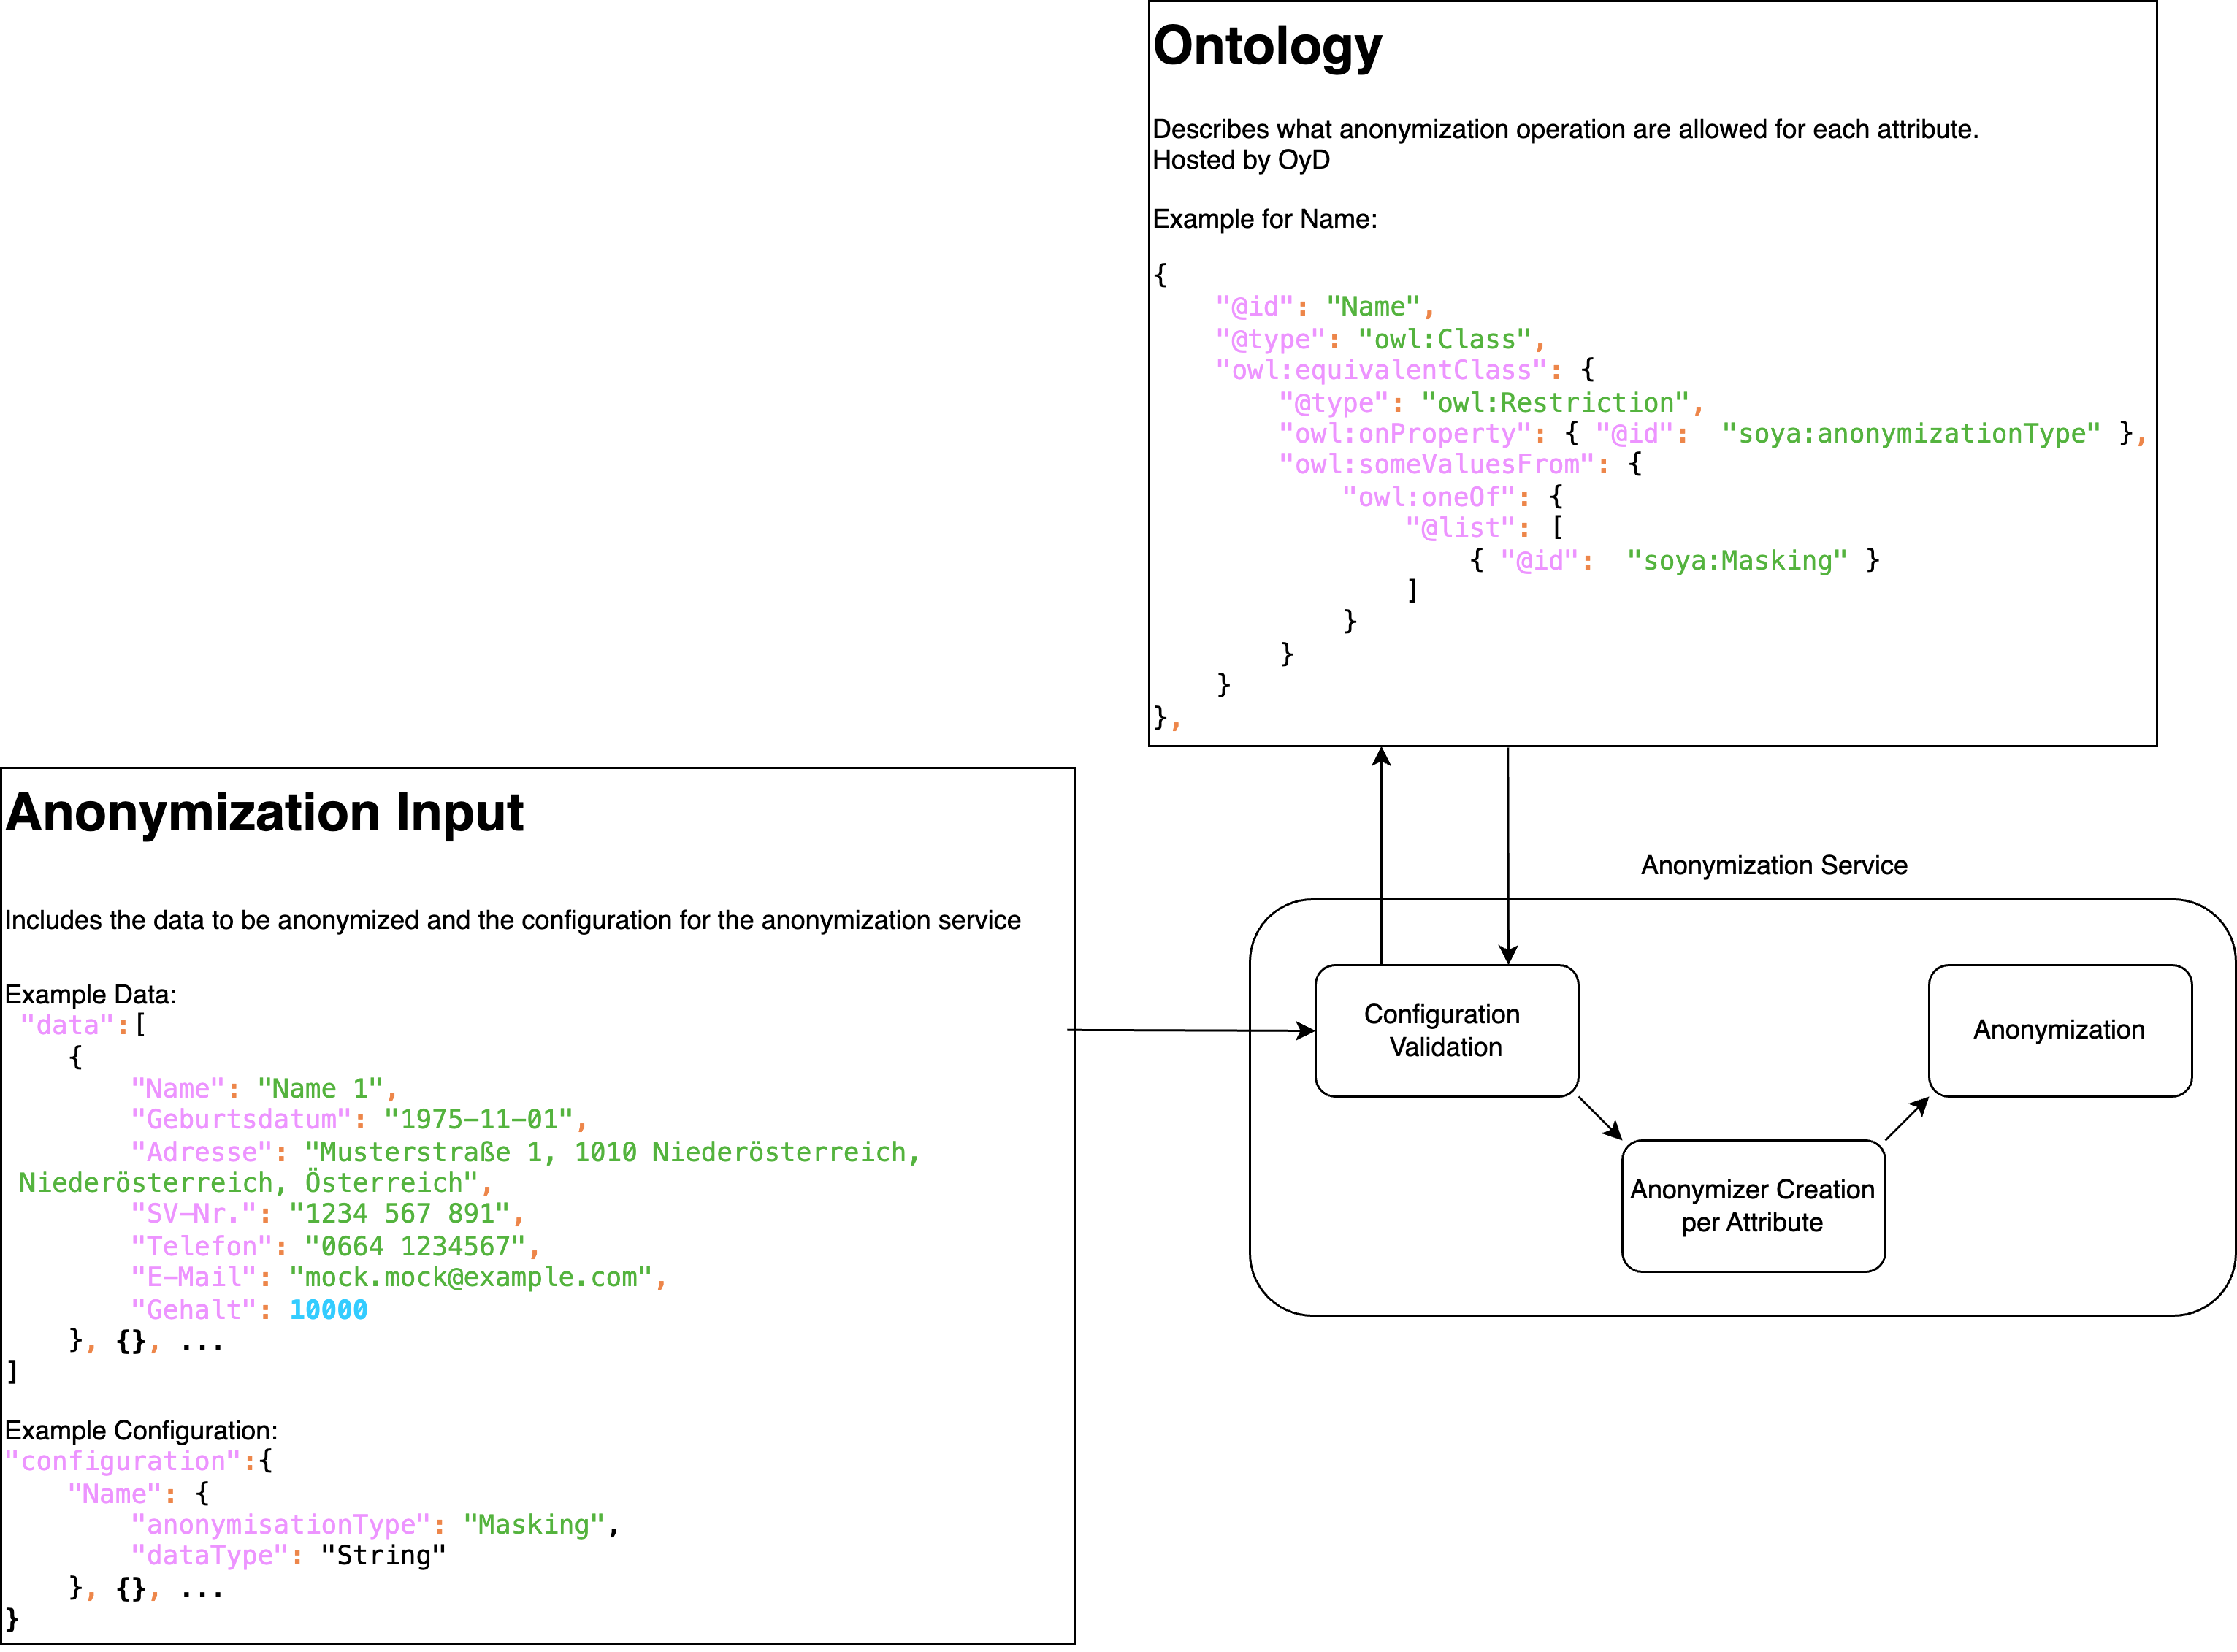 Ontology
Describes what anonymization operation are allowed for each attribute.
Hosted by OyD
Example for Name:
{
"@id": "Name",
"@type": "owl:Class",
"owl:equivalentClass": {
"@type": "owl:Restriction",
"owl:onProperty": { "@id": "soya:anonymizationType" },
"owl:someValuesFrom": {
"owl:oneOf": {
"@list": [
{ "@id": "soya:Masking" }
]
}
}
}
},
Anonymization Input
Includes the data to be anonymized and the configuration for the anonymization service
Example Data:
"data":[
{
"Name": "Name 1",
"Geburtsdatum": "1975-11-01",
"Adresse": "Musterstraße 1, 1010 Niederösterreich,
Niederösterreich, Österreich",
"SV-Nr.": "1234 567 891",
"Telefon": "0664 1234567",
"E-Mail": "mock.mock@example.com",
"Gehalt": 10000
}, {}, ...
]
Example Configuration:
"configuration":{
"Name": {
"anonymisationType": "Masking",
"dataType": "String"
}, {}, ...
}
Anonymization Service
Configuration
Validation
Anonymizer Creation
per Attribute
Anonymization